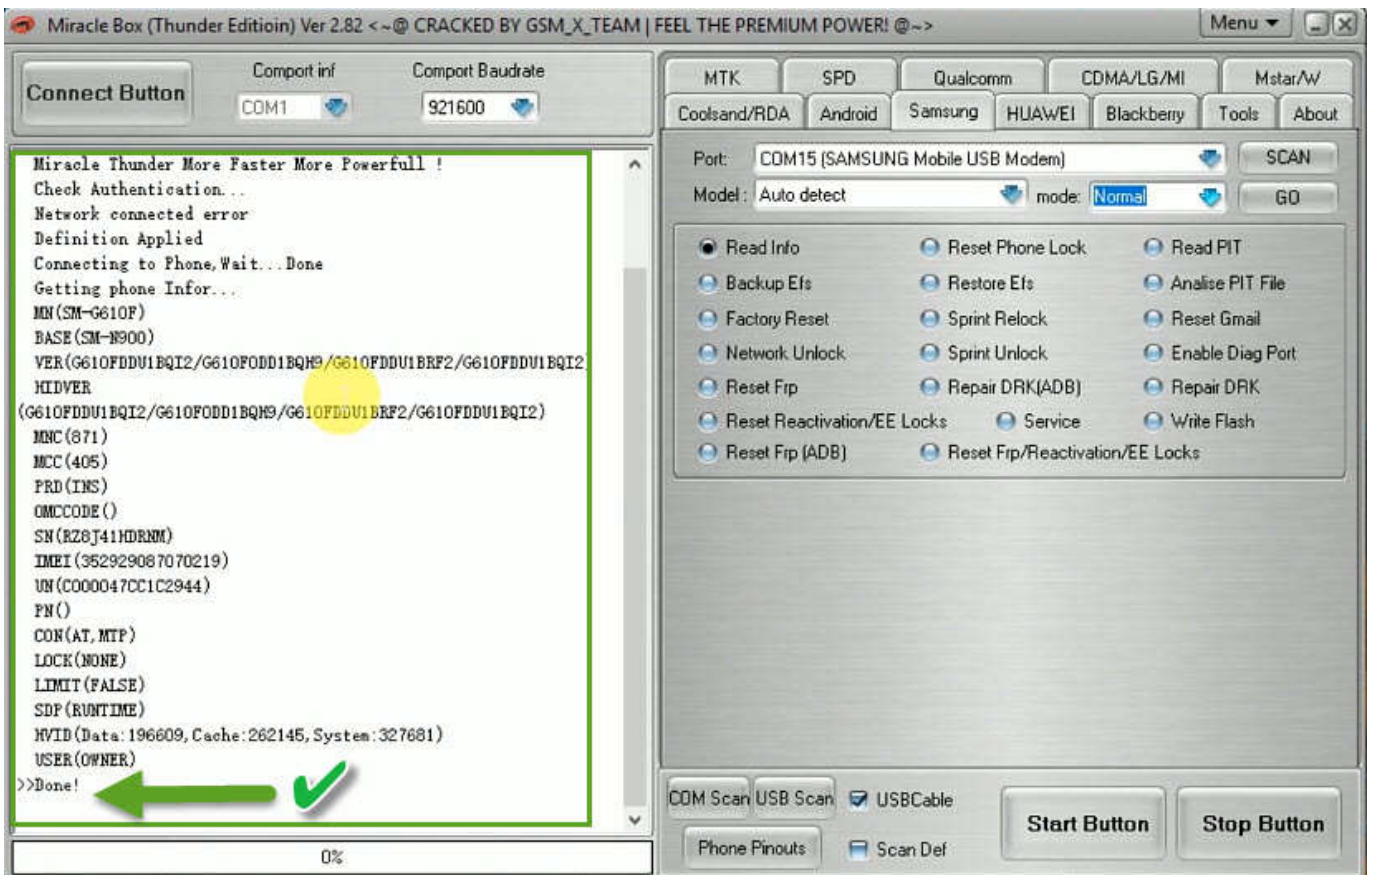 Miracle Box (Thunder Editioin) Ver 2.82 <~@ CRACKED BY GSM_X_TEAM | FEEL THE PREMIUM POWER! @~>
Menu
Connect Button
Comport inf
Comport Baudrate
COM1
921600
Miracle Thunder More Faster More Powerfull !
Check Authentication...
Network connected error
Definition Applied
Connecting to Phone,Wait...Done
Getting phone Infor...
MN(SM-G610F)
BASE(SM-N900)
VER(G610FDDU1BQI2/G610FODD1BQH9/G610FDDU1BRF2/G610FDDU1BQI2
HIDVER
(G610FDDU1BQI2/G610FODD1BQH9/G610FDDU1BRF2/G610FDDU1BQI2)
MNC(871)
MCC(405)
PRD(INS)
OMCCODE()
SN(RZ8J41HDRNM)
IMEI(352929087070219)
UN(C000047CC1C2944)
PN()
CON(AT,MTP)
LOCK(NONE)
LIMIT(FALSE)
SDP(RUNTIME)
HVID(Data:196609,Cache:262145,System:327681)
USER(OWNER)
>>Done!
0%
MTK SPD Qualcomm CDMA/LG/MI Mstar/W
Coolsand/RDA Android Samsung HUAWEI Blackberry Tools About
Port: COM15 (SAMSUNG Mobile USB Modem) SCAN
Model : Auto detect mode: Normal GO
Read Info Reset Phone Lock Read PIT
Backup Efs Restore Efs Analise PIT File
Factory Reset Sprint Relock Reset Gmail
Network Unlock Sprint Unlock Enable Diag Port
Reset Frp Repair DRK(ADB) Repair DRK
Reset Reactivation/EE Locks Service Write Flash
Reset Frp (ADB) Reset Frp/Reactivation/EE Locks
COM Scan USB Scan USBCable
Phone Pinouts Scan Def
Start Button Stop Button